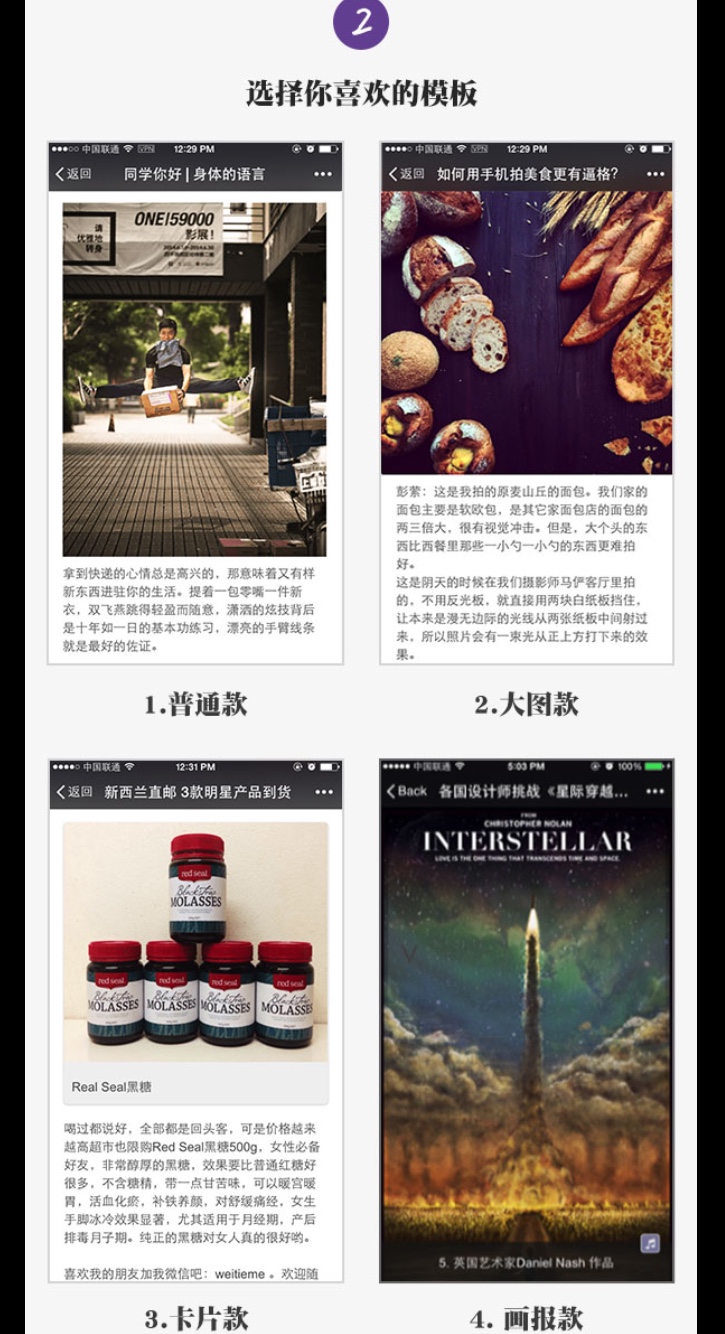 2
选择你喜欢的模板
中国联通 VPN 12:29 PM
返回 同学你好 | 身体的语言
请
优雅地
转身
ONE|59000
影展!
拿到快递的心情总是高兴的，那意味着又有样
新东西进驻你的生活。提着一包零嘴一件新
衣，双飞燕跳得轻盈而随意，潇洒的炫技背后
是十年如一日的基本功练习，漂亮的手臂线条
就是最好的佐证。
1.普通款
中国联通 VPN 12:29 PM
返回 如何用手机拍美食更有逼格?
彭萦：这是我拍的原麦山丘的面包。我们家的
面包主要是软欧包，是其它家面包店的面包的
两三倍大，很有视觉冲击。但是，大个头的东
西比西餐里那些一小勺一小勺的东西更难拍
好。
这是阴天的时候在我们摄影师马俨客厅里拍
的，不用反光板，就直接用两块白纸板挡住，
让本来是漫无边际的光线从两张纸板中间射过
来，所以照片会有一束光从正上方打下来的效
果。
2.大图款
中国联通 12:31 PM
返回 新西兰直邮 3款明星产品到货
red seal
Blackstrap
MOLASSES
red seal
Blackstrap
MOLASSES
red seal
Blackstrap
MOLASSES
red seal
Blackstrap
MOLASSES
red seal
Blackstrap
MOLASSES
Real Seal黑糖
喝过都说好，全部都是回头客，可是价格越来
越高超市也限购Red Seal黑糖500g，女性必备
好友，非常醇厚的黑糖，效果要比普通红糖好
很多，不含糖精，带一点甘苦味，可以暖宫暖
胃，活血化瘀，补铁养颜，对舒缓痛经，女生
手脚冰冷效果显著，尤其适用于月经期，产后
排毒月子期。纯正的黑糖对女人真的很好哟。
喜欢我的朋友加我微信吧：weitieme 。欢迎随
3.卡片款
中国联通 5:03 PM 100%
Back 各国设计师挑战《星际穿越...
FROM
CHRISTOPHER NOLAN
INTERSTELLAR
LOVE IS THE ONE THING THAT TRANSCENDS TIME AND SPACE.
5. 英国艺术家Daniel Nash 作品
4. 画报款